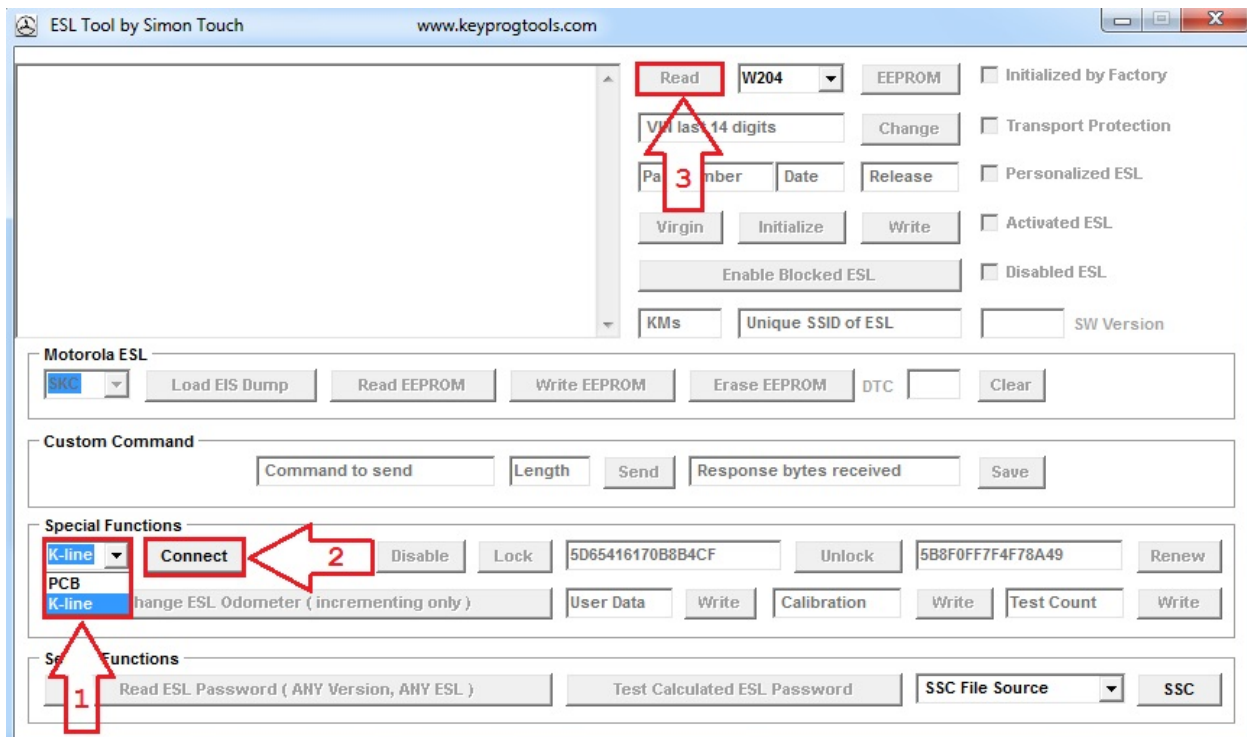 ESL Tool by Simon Touch www.keyprogtools.com
Read W204 EEPROM Initialized by Factory
VIN last 14 digits Change Transport Protection
3
Date Release Personalized ESL
Virgin Initialize Write Activated ESL
Enable Blocked ESL Disabled ESL
KMs Unique SSID of ESL SW Version
Motorola ESL
SKC Load EIS Dump Read EEPROM Write EEPROM Erase EEPROM DTC Clear
Custom Command
Command to send Length Send Response bytes received Save
Special Functions
K-line Connect 2 Disable Lock 5D65416170B8B4CF Unlock 5B8F0FF7F4F78A49 Renew
PCB
K-line hange ESL Odometer ( incrementing only ) User Data Write Calibration Write Test Count Write
Functions
1 Read ESL Password ( ANY Version, ANY ESL ) Test Calculated ESL Password SSC File Source SSC